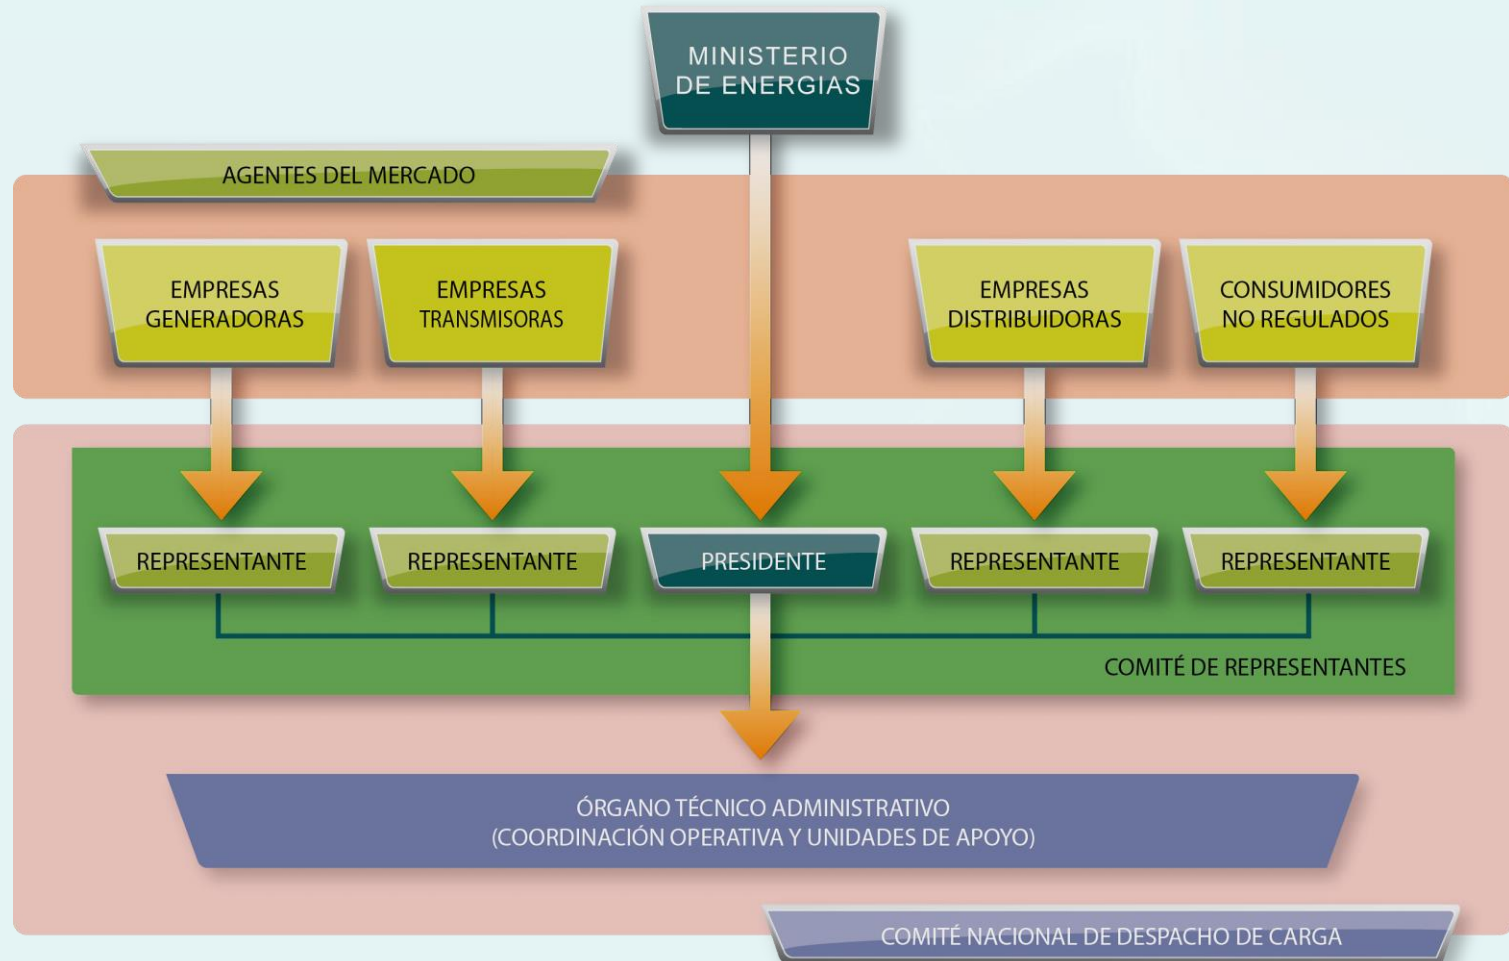 MINISTERIO
DE ENERGIAS
AGENTES DEL MERCADO
EMPRESAS
GENERADORAS
EMPRESAS
TRANSMISORAS
EMPRESAS
DISTRIBUIDORAS
CONSUMIDORES
NO REGULADOS
REPRESENTANTE
REPRESENTANTE
PRESIDENTE
REPRESENTANTE
REPRESENTANTE
COMITÉ DE REPRESENTANTES
ÓRGANO TÉCNICO ADMINISTRATIVO
(COORDINACIÓN OPERATIVA Y UNIDADES DE APOYO)
COMITÉ NACIONAL DE DESPACHO DE CARGA